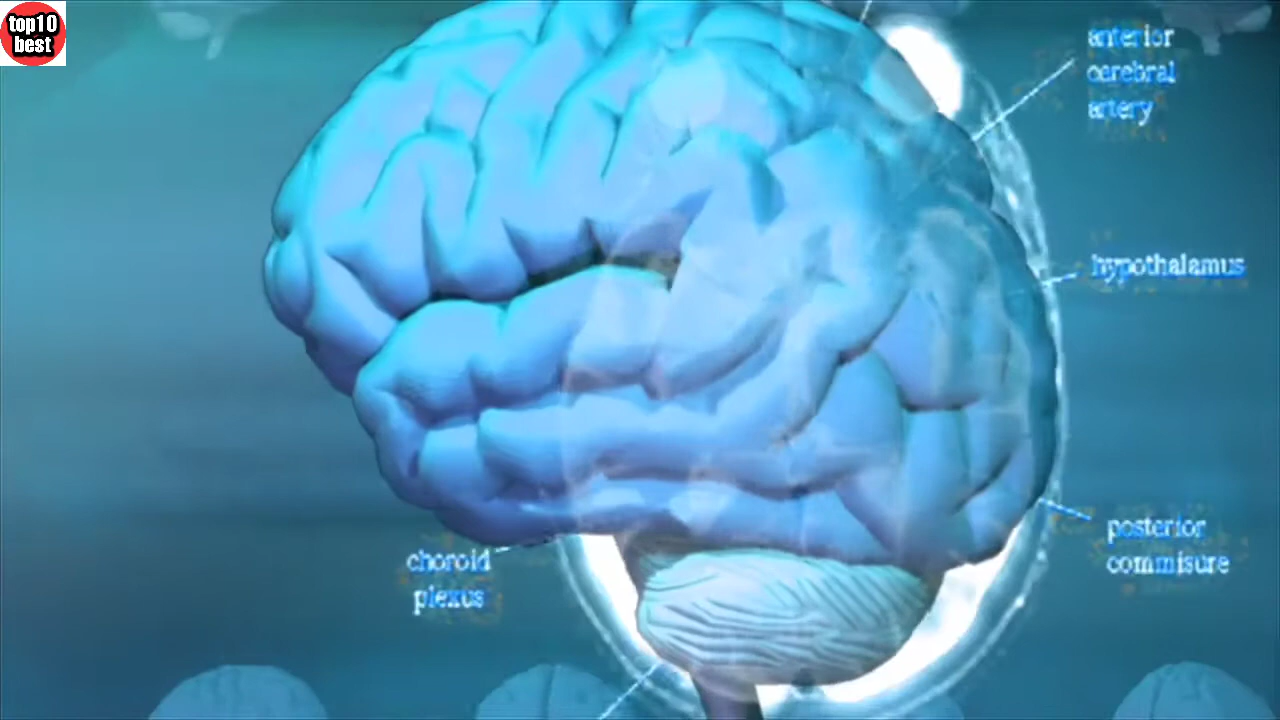 top10
best
anterior
cerebral
artery
hypothalamus
posterior
commisure
choroid
plexus